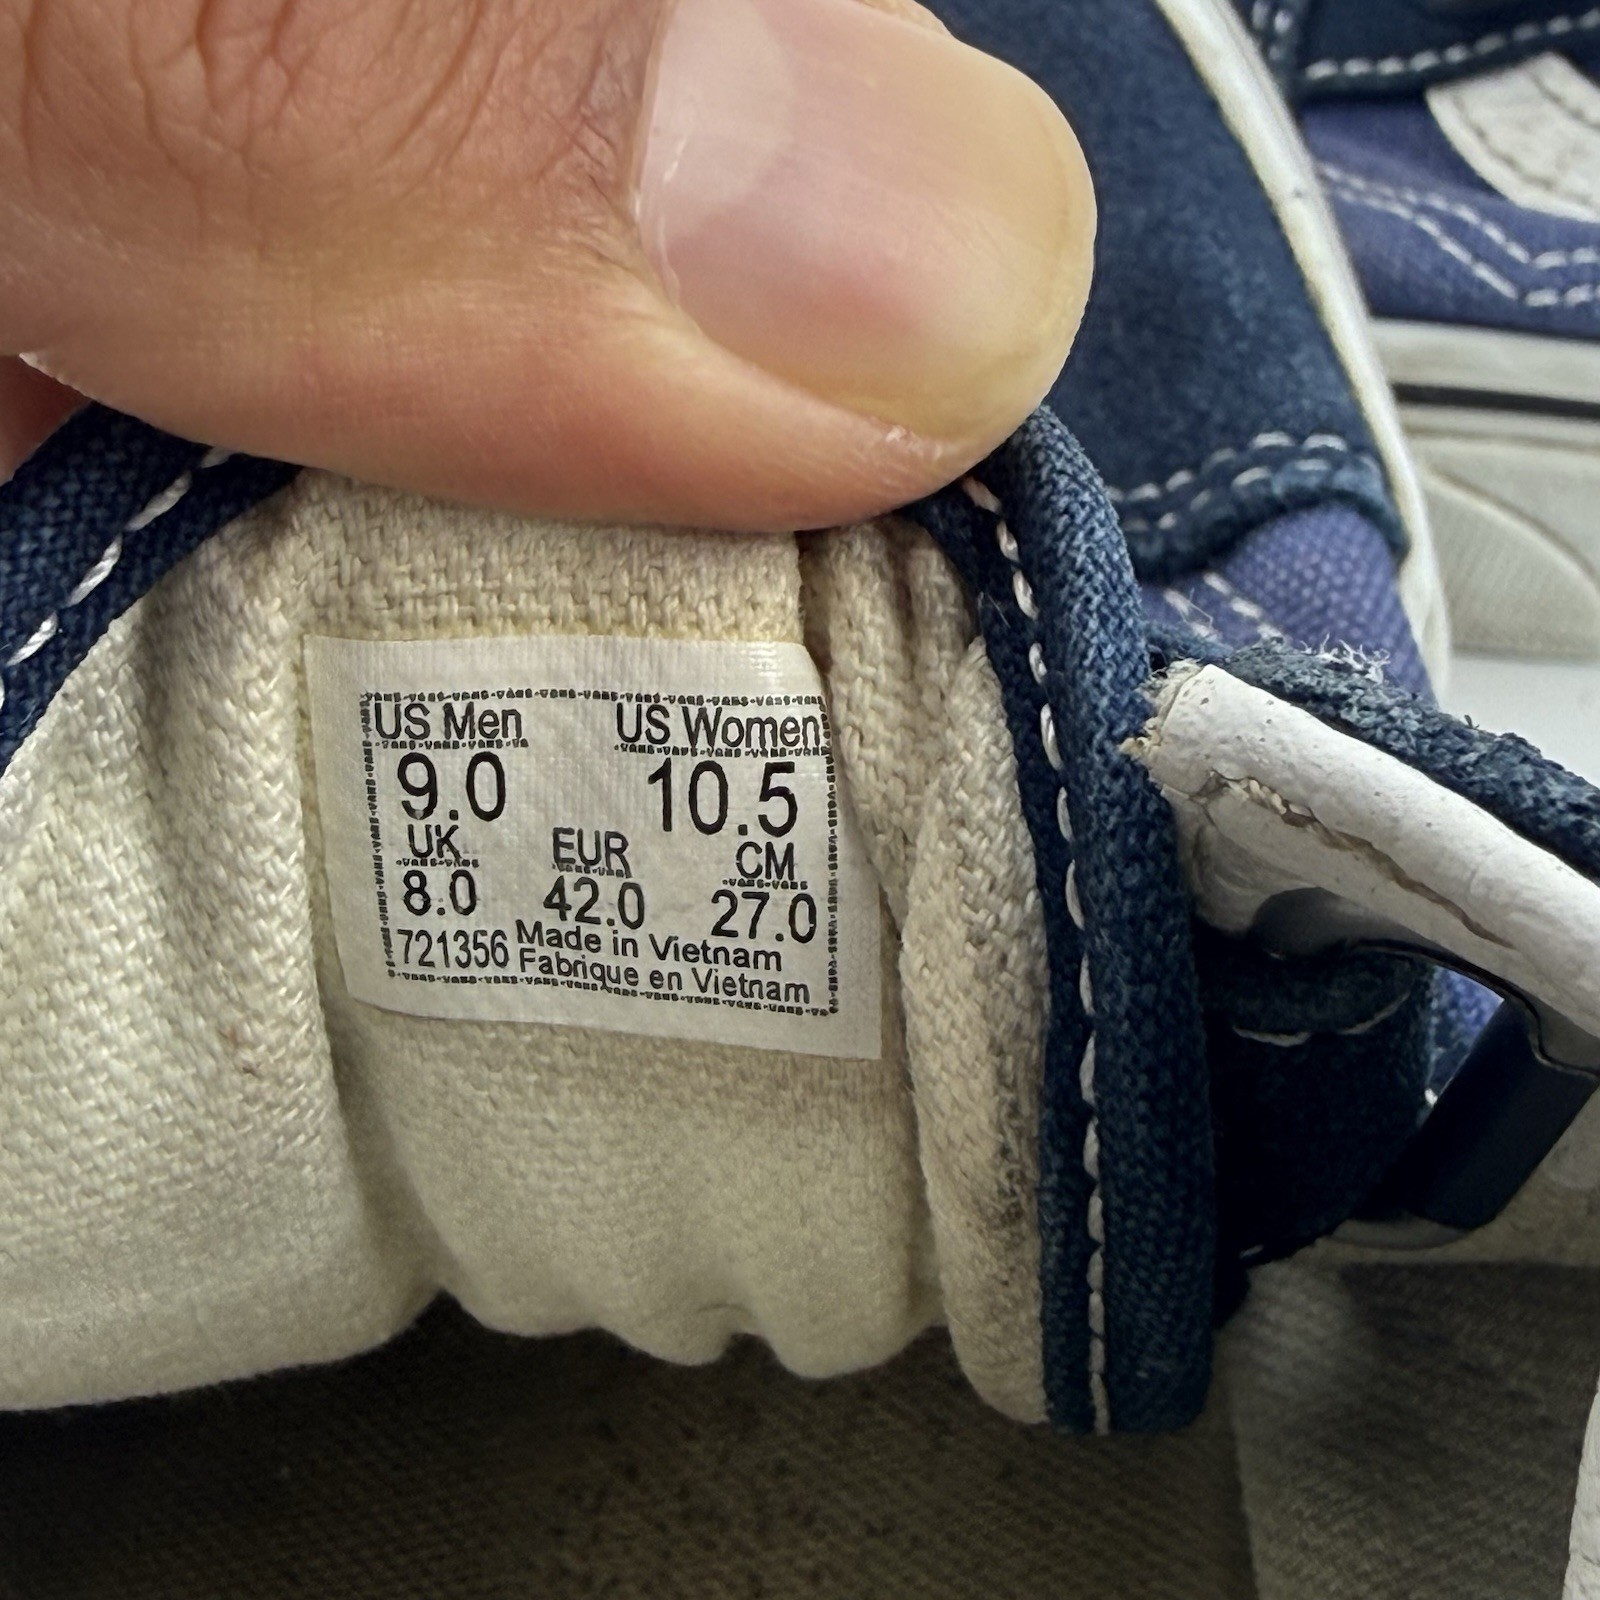 US Men US Women
9.0 10.5
UK EUR CM
8.0 42.0 27.0
721356 Made in Vietnam
Fabrique en Vietnam